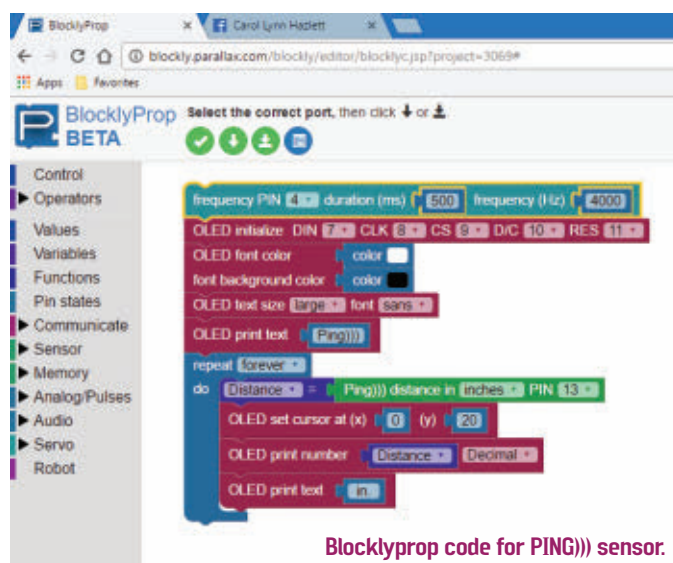 BlocklyProp
Carol Lynn Hazlett
blockly.parallax.com/blockly/editor/blocklyc.jsp?project=3069#
Apps Favorites
BlocklyProp
BETA
Select the correct port, then click or
Control
Operators
Values
Variables
Functions
Pin states
Communicate
Sensor
Memory
Analog/Pulses
Audio
Servo
Robot
frequency PIN 4 duration (ms) 500 frequency (Hz) 4000
OLED initialize DIN 7 CLK 8 CS 9 D/C 10 RES 11
OLED font color color
font background color color
OLED text size large font sans
OLED print text Ping)))
repeat forever
do Distance = Ping))) distance in inches PIN 13
OLED set cursor at (x) 0 (y) 20
OLED print number Distance Decimal
OLED print text in.
Blocklyprop code for PING))) sensor.